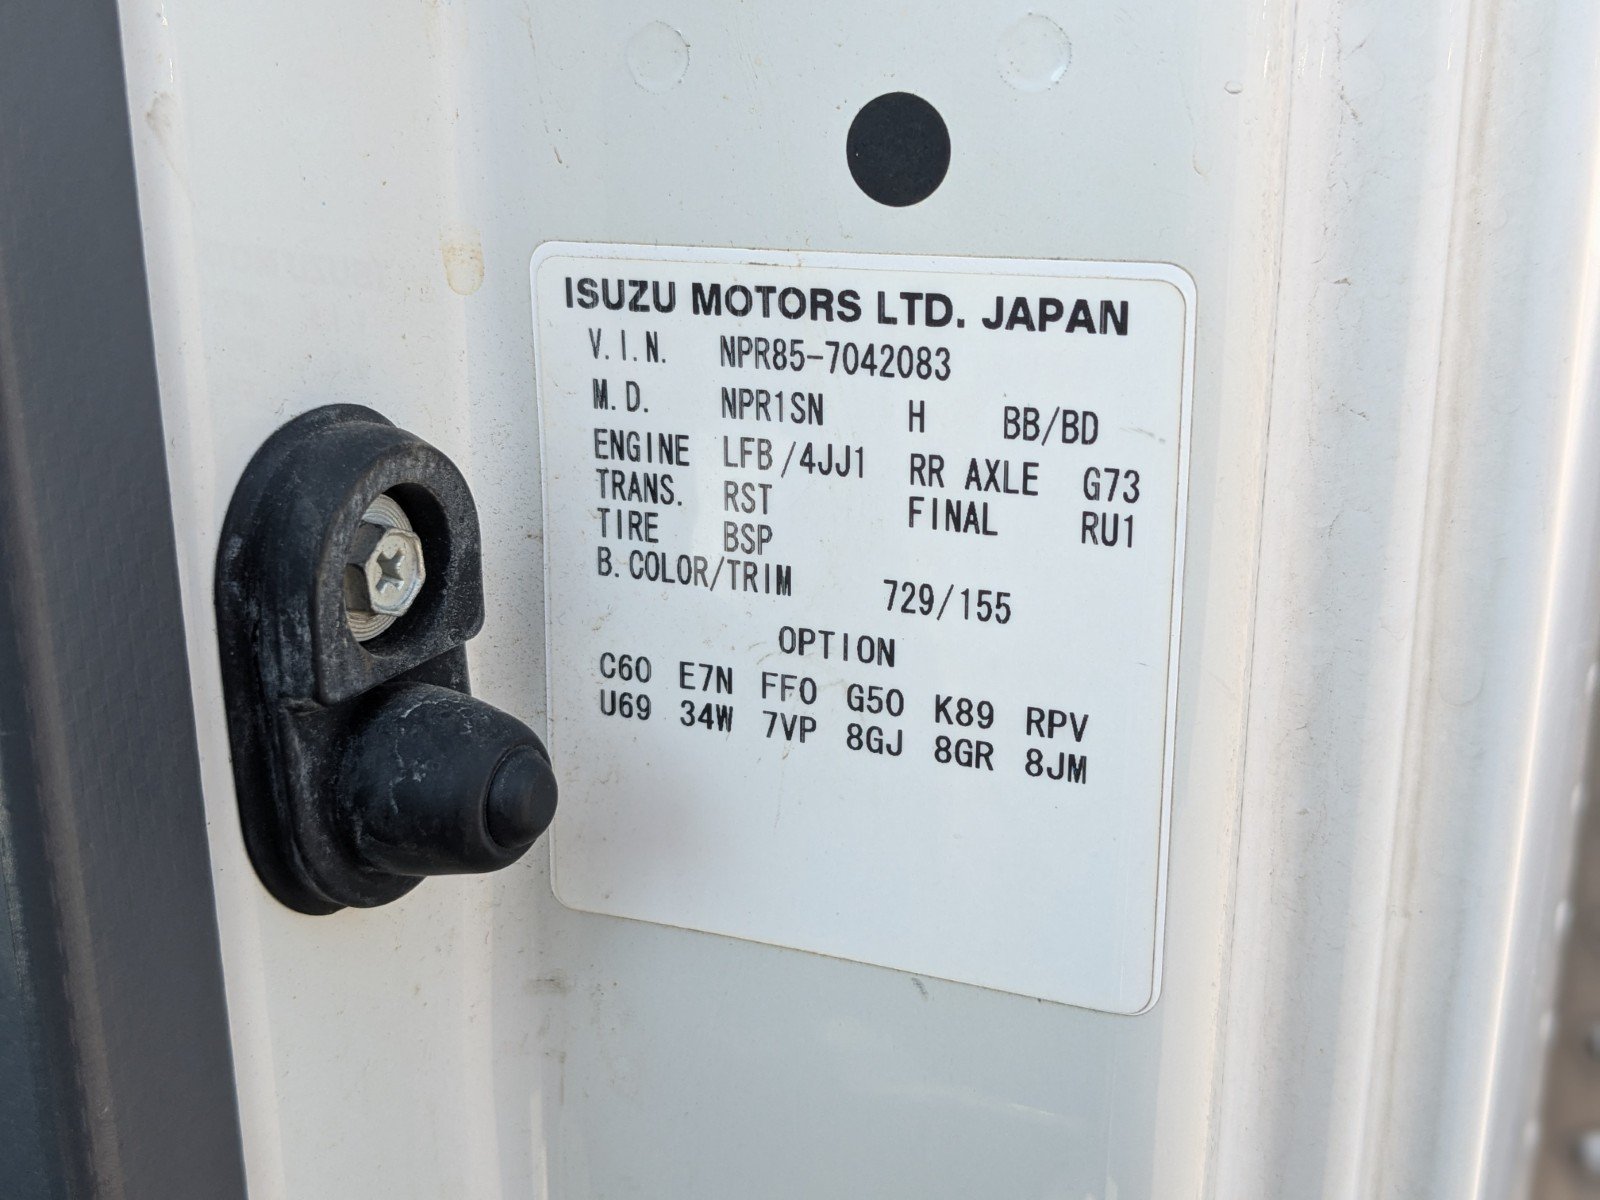 ISUZU MOTORS LTD. JAPAN
V.I.N. NPR85-7042083
M.D. NPR1SN H BB/BD
ENGINE LFB/4JJ1 RR AXLE G73
TRANS. RST FINAL RU1
TIRE BSP
B.COLOR/TRIM 729/155
OPTION
C60 E7N FF0 G50 K89 RPV
U69 34W 7VP 8GJ 8GR 8JM